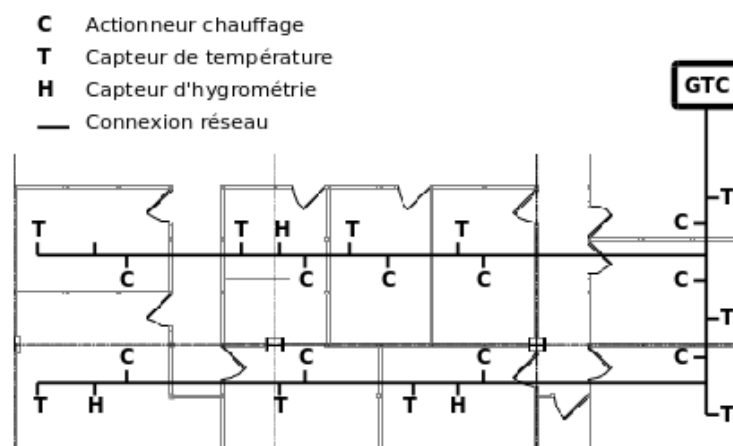 C Actionneur chauffage
T Capteur de température
H Capteur d'hygrométrie
Connexion réseau
GTC
T
C
T T H T T
C C C C C
T
C C C C
T H T T H T